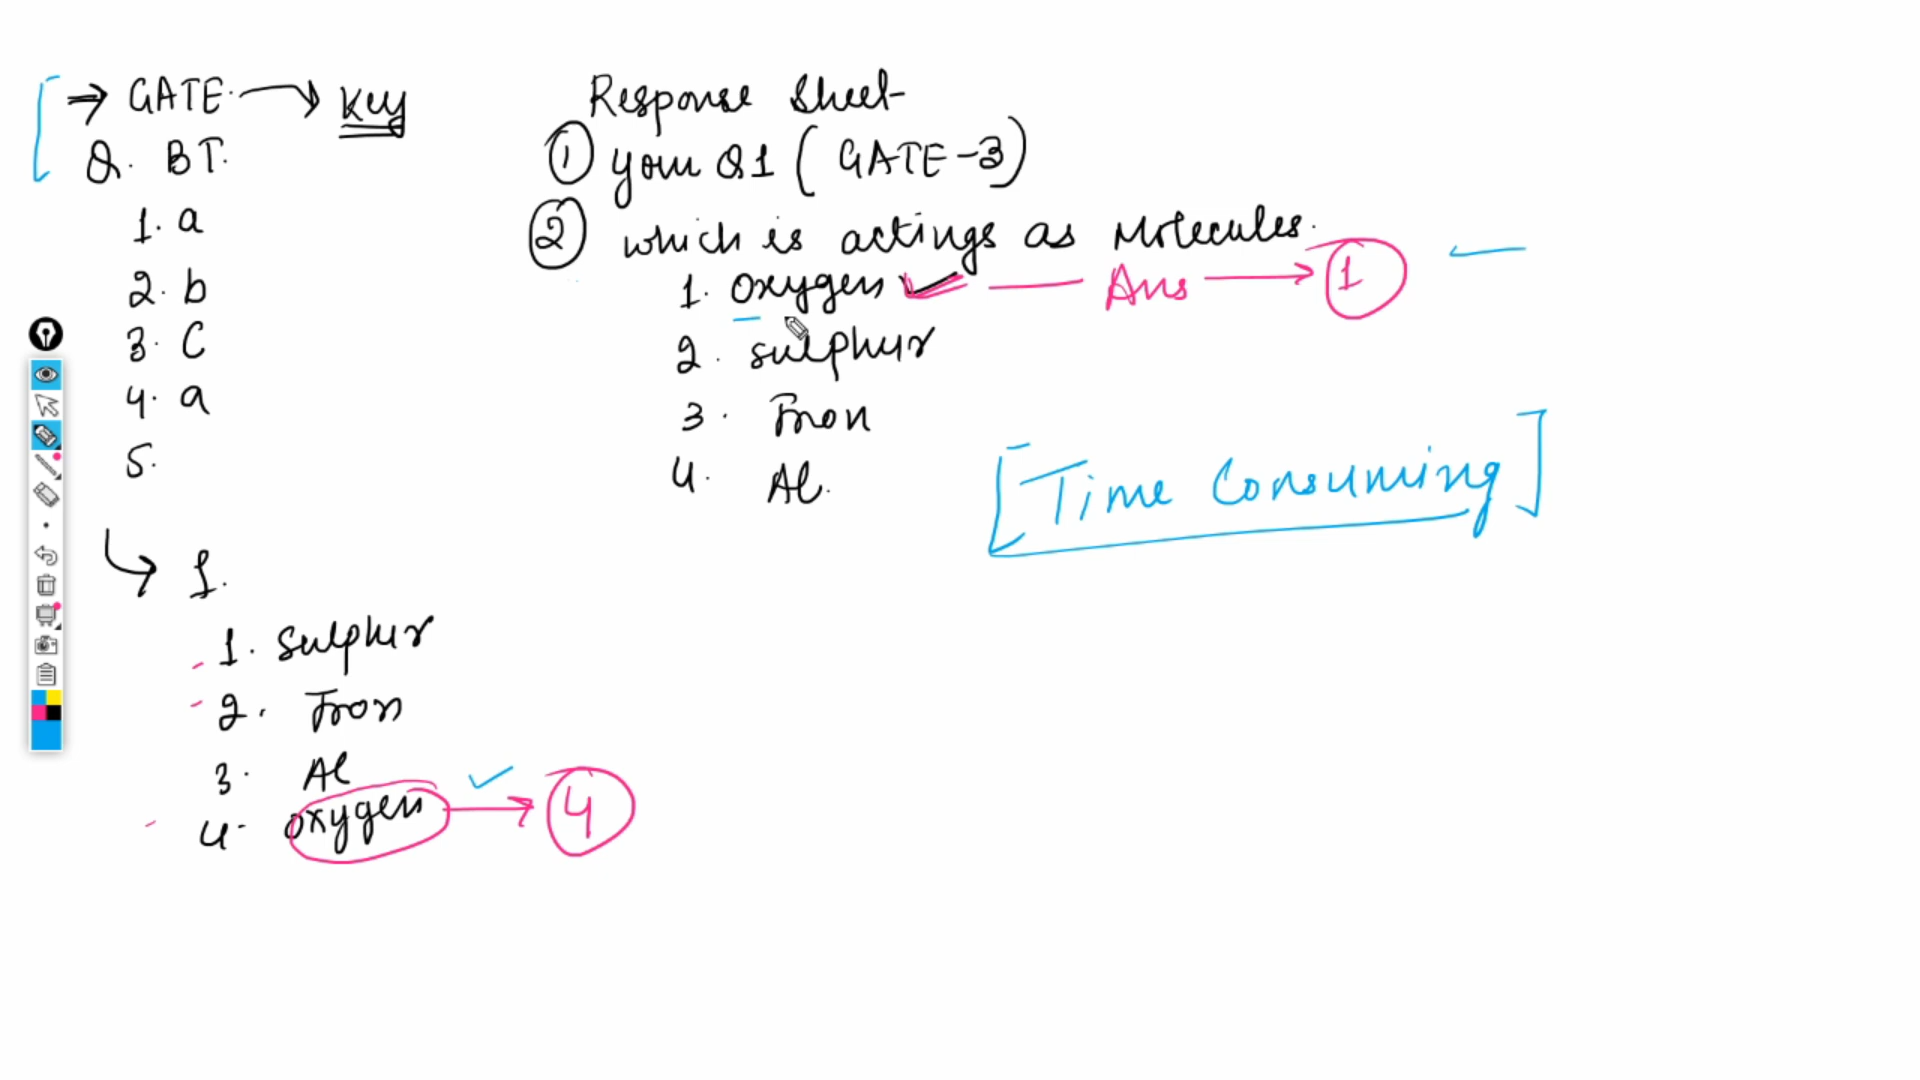 ⇒ GATE → Key
Q. BT.
1. a
2. b
3. C
4. a
5.
↳ 1.
1. Sulphur
2. Iron
3. Al
4. oxygen → 4
Response Sheet
① your Q1 (GATE-3)
② which is actings as Molecules.
1. oxygen ✓ — Ans → 1
2. sulphur
3. Iron
4. Al.
[Time Consuming]